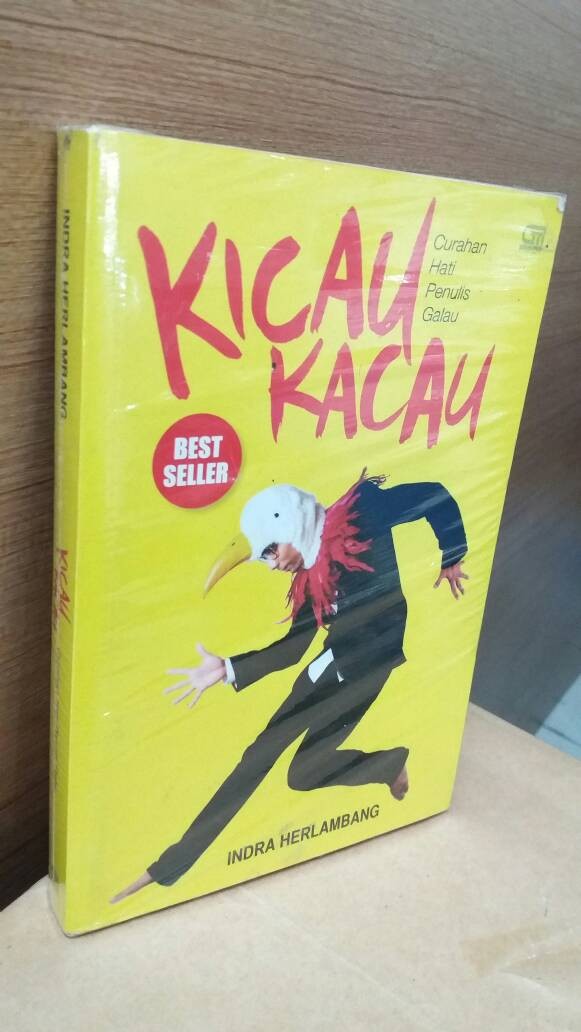 KICAU
KACAU
Curahan
Hati
Penulis
Galau
BEST
SELLER
INDRA HERLAMBANG
INDRA HERLAMBANG
KICAU